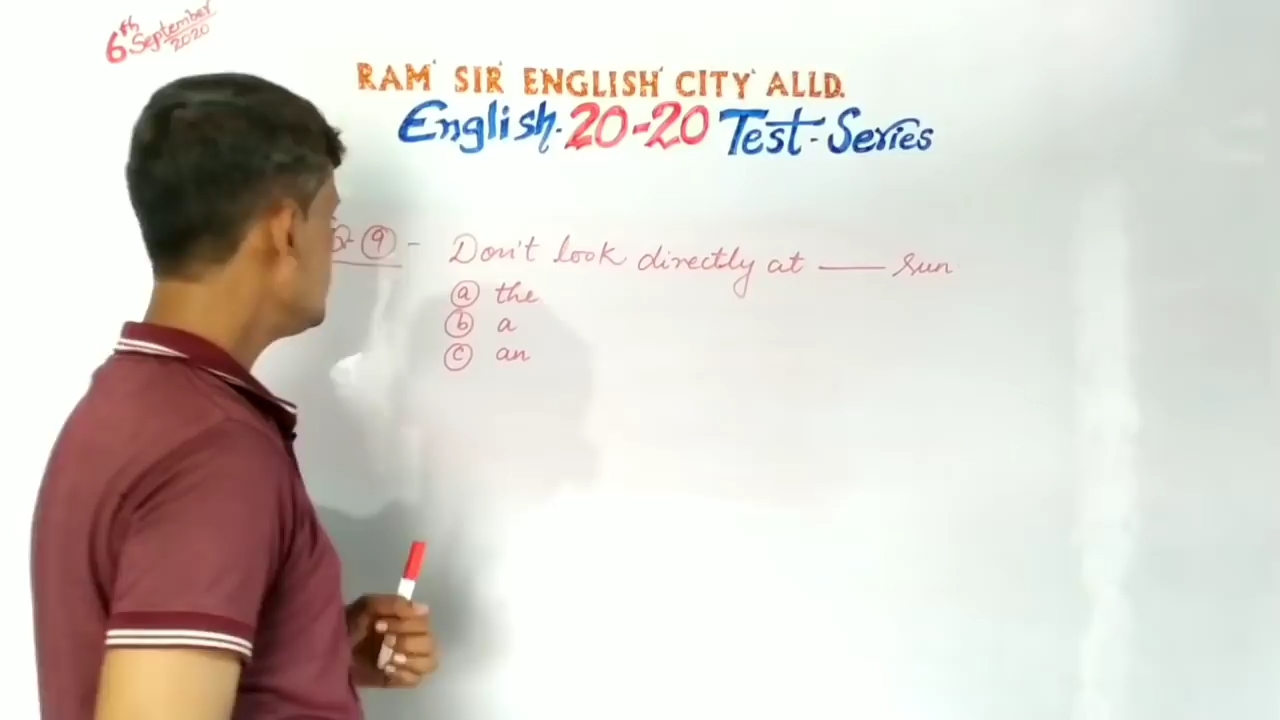 6th September
2020
RAM SIR ENGLISH CITY ALLD.
English 20-20 Test-Series
9 - Don't look directly at ___ sun
a the
b a
c an